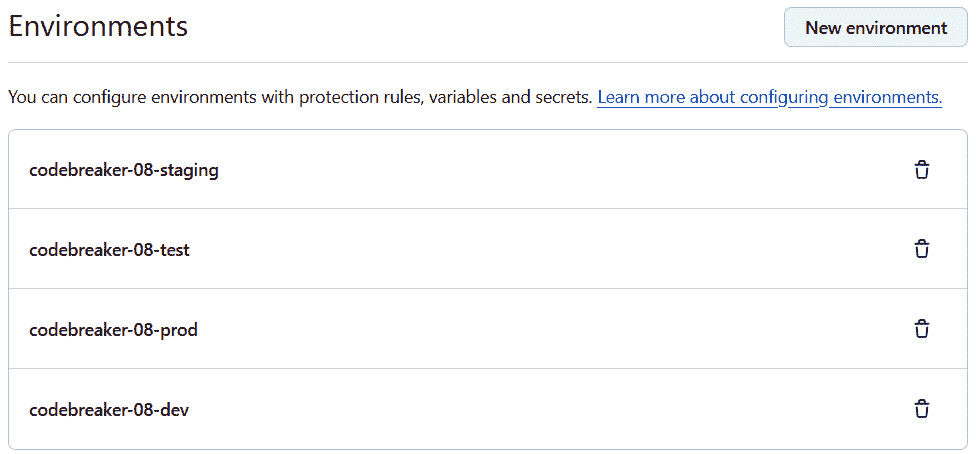 Environments
New environment
You can configure environments with protection rules, variables and secrets. Learn more about configuring environments.
codebreaker-08-staging
codebreaker-08-test
codebreaker-08-prod
codebreaker-08-dev